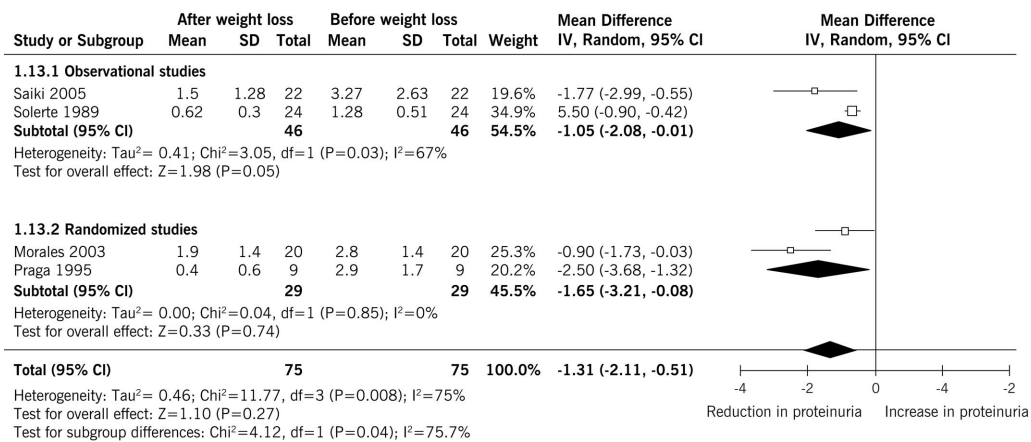 After weight loss Before weight loss Mean Difference Mean Difference
Study or Subgroup Mean SD Total Mean SD Total Weight IV, Random, 95% CI IV, Random, 95% CI
1.13.1 Observational studies
Saiki 2005 1.5 1.28 22 3.27 2.63 22 19.6% -1.77 (-2.99, -0.55)
Solerte 1989 0.62 0.3 24 1.28 0.51 24 34.9% 5.50 (-0.90, -0.42)
Subtotal (95% CI) 46 46 54.5% -1.05 (-2.08, -0.01)
Heterogeneity: Tau²= 0.41; Chi²=3.05, df=1 (P=0.03); I²=67%
Test for overall effect: Z=1.98 (P=0.05)
1.13.2 Randomized studies
Morales 2003 1.9 1.4 20 2.8 1.4 20 25.3% -0.90 (-1.73, -0.03)
Praga 1995 0.4 0.6 9 2.9 1.7 9 20.2% -2.50 (-3.68, -1.32)
Subtotal (95% CI) 29 29 45.5% -1.65 (-3.21, -0.08)
Heterogeneity: Tau²= 0.00; Chi²=0.04, df=1 (P=0.85); I²=0%
Test for overall effect: Z=0.33 (P=0.74)
Total (95% CI) 75 75 100.0% -1.31 (-2.11, -0.51)
Heterogeneity: Tau²= 0.46; Chi²=11.77, df=3 (P=0.008); I²=75%
Test for overall effect: Z=1.10 (P=0.27)
Test for subgroup differences: Chi²=4.12, df=1 (P=0.04); I²=75.7%
-4 -2 0 -4 -2
Reduction in proteinuria Increase in proteinuria